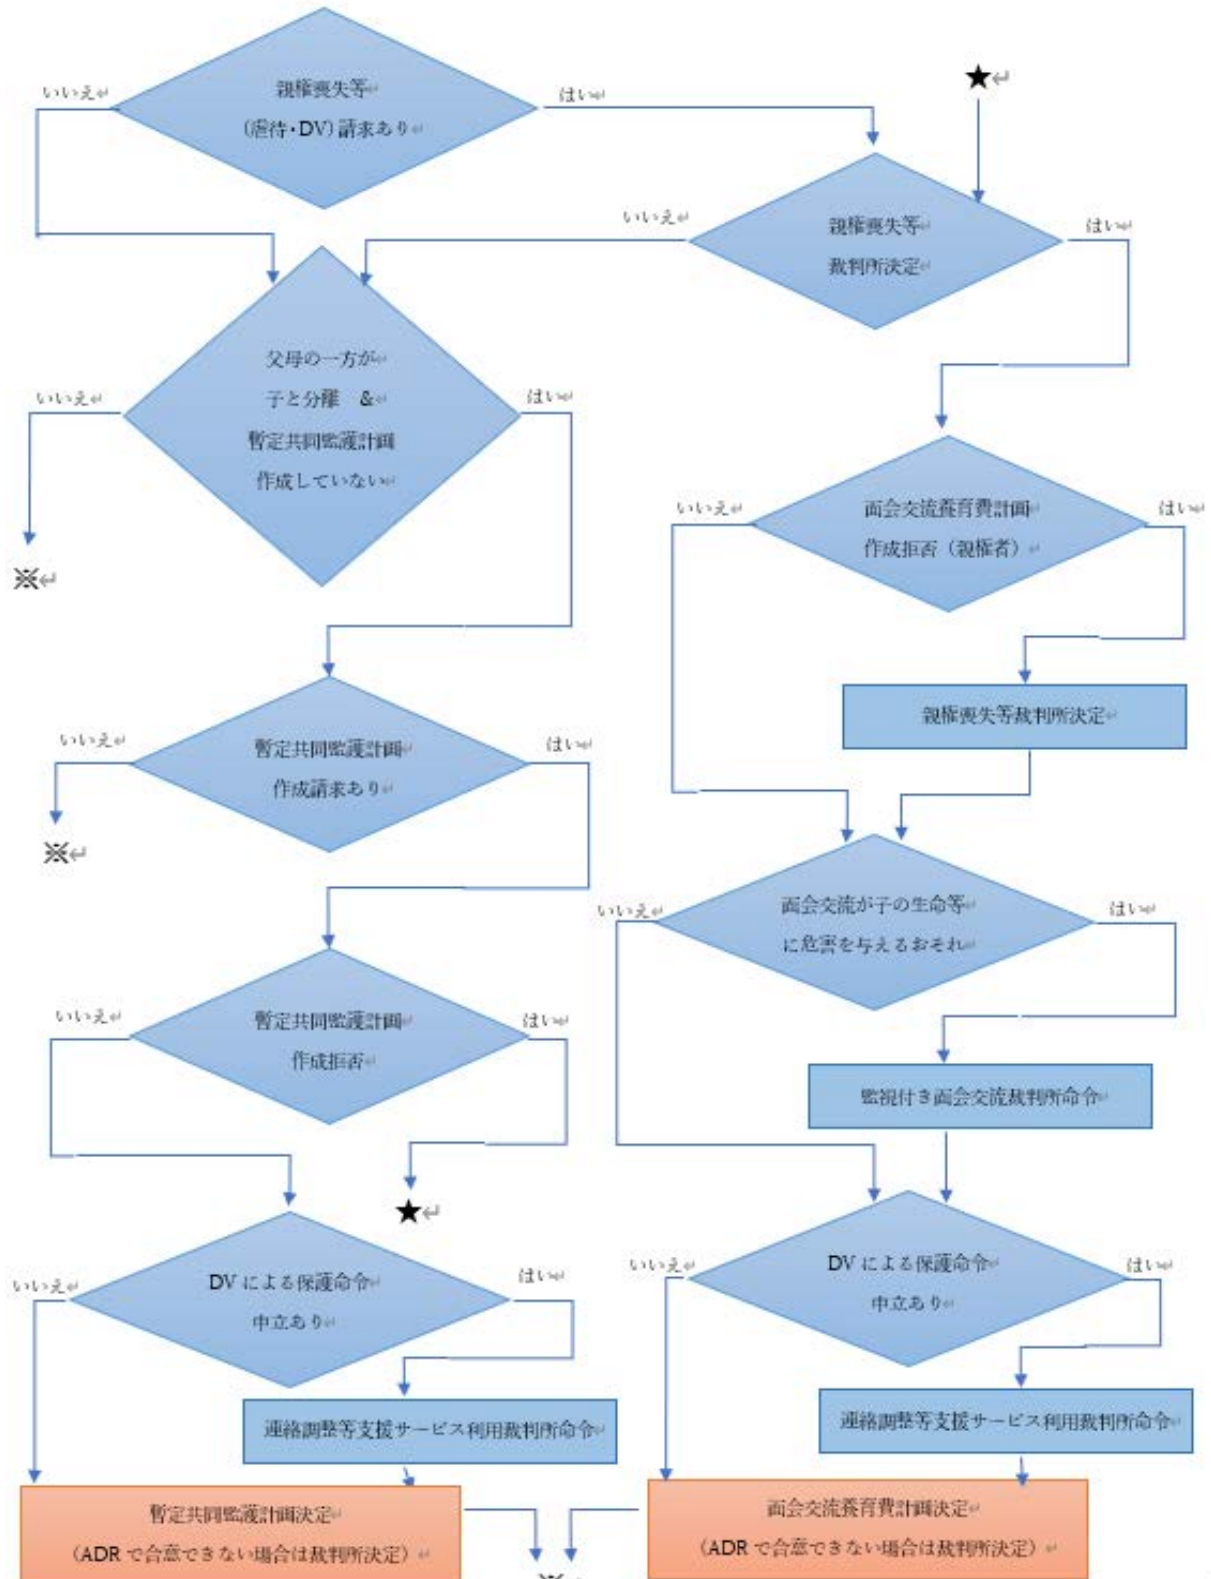 親権喪失等
(虐待・DV)請求あり
いいえ
はい
★
親権喪失等
裁判所決定
いいえ
はい
父母の一方が
子と分離　&
暫定共同監護計画
作成していない
いいえ
はい
※
面会交流養育費計画
作成拒否(親権者)
いいえ
はい
親権喪失等裁判所決定
暫定共同監護計画
作成請求あり
いいえ
はい
※
面会交流が子の生命等
に危害を与えるおそれ
いいえ
はい
監視付き面会交流裁判所命令
暫定共同監護計画
作成拒否
いいえ
はい
★
DVによる保護命令
申立あり
いいえ
はい
連絡調整等支援サービス利用裁判所命令
DVによる保護命令
申立あり
いいえ
はい
連絡調整等支援サービス利用裁判所命令
暫定共同監護計画決定
(ADRで合意できない場合は裁判所決定)
面会交流養育費計画決定
(ADRで合意できない場合は裁判所決定)